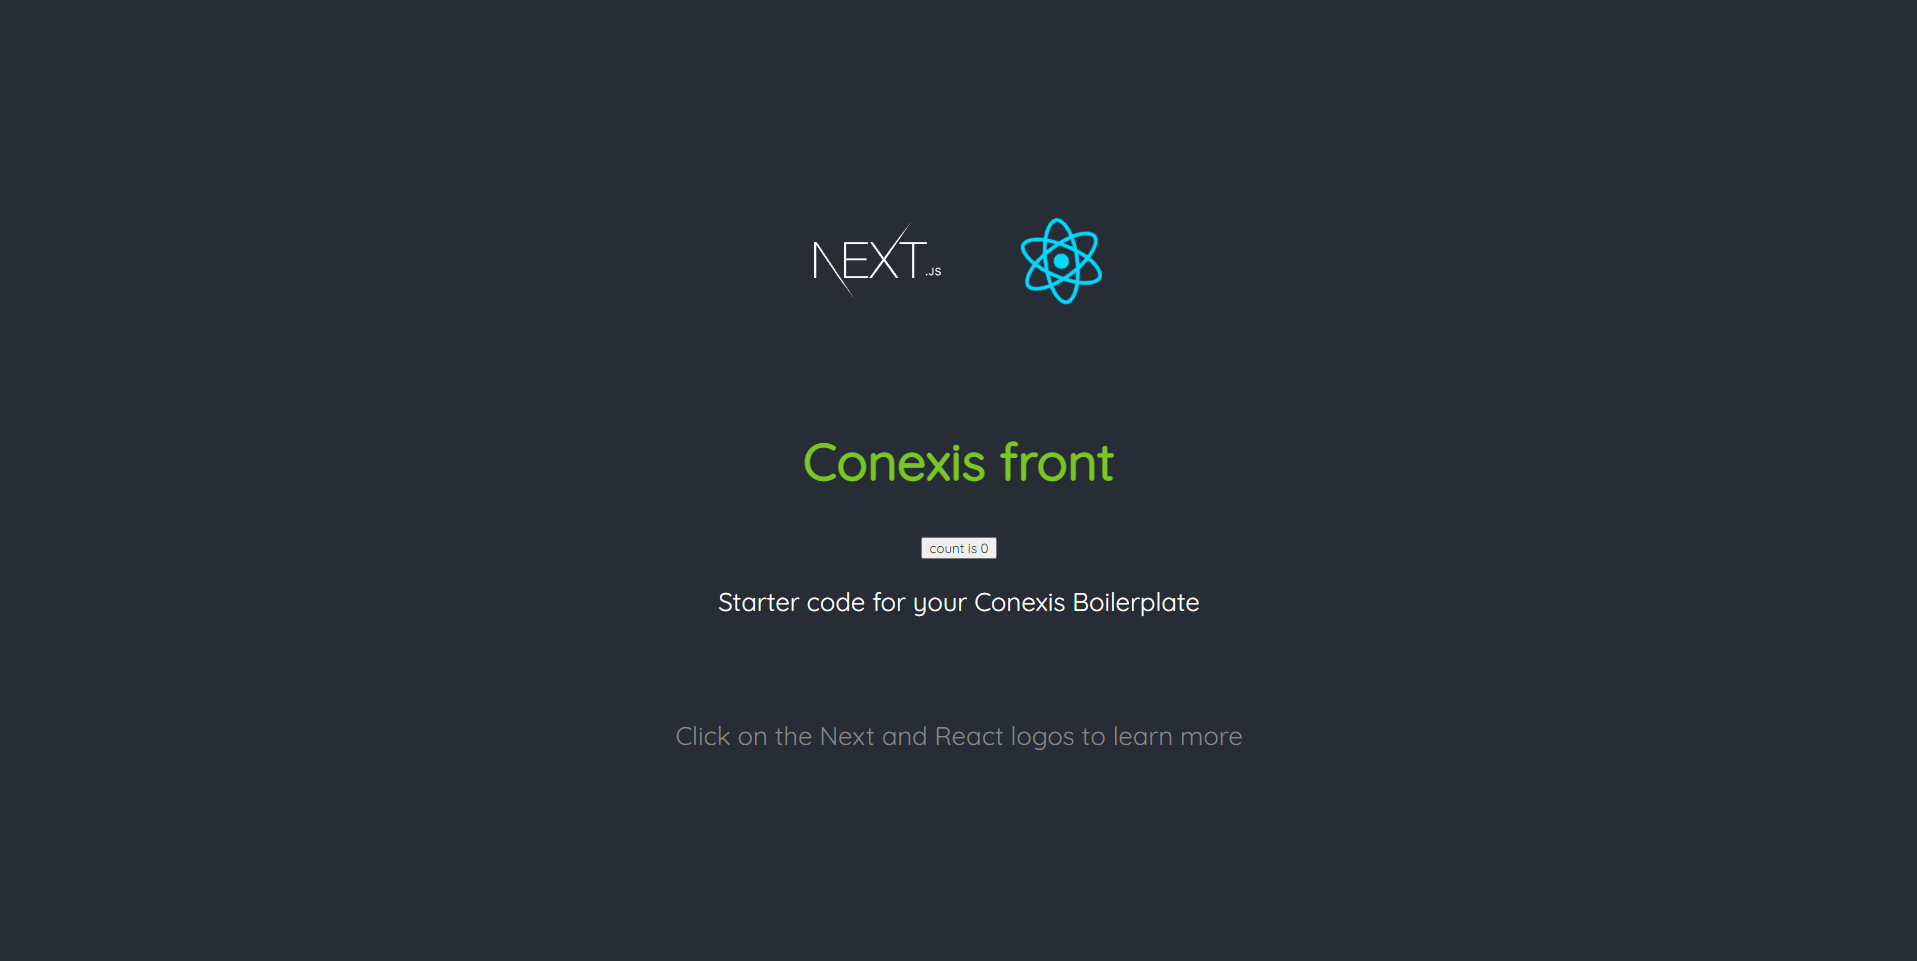 NEXT.JS
Conexis front
count is 0
Starter code for your Conexis Boilerplate
Click on the Next and React logos to learn more